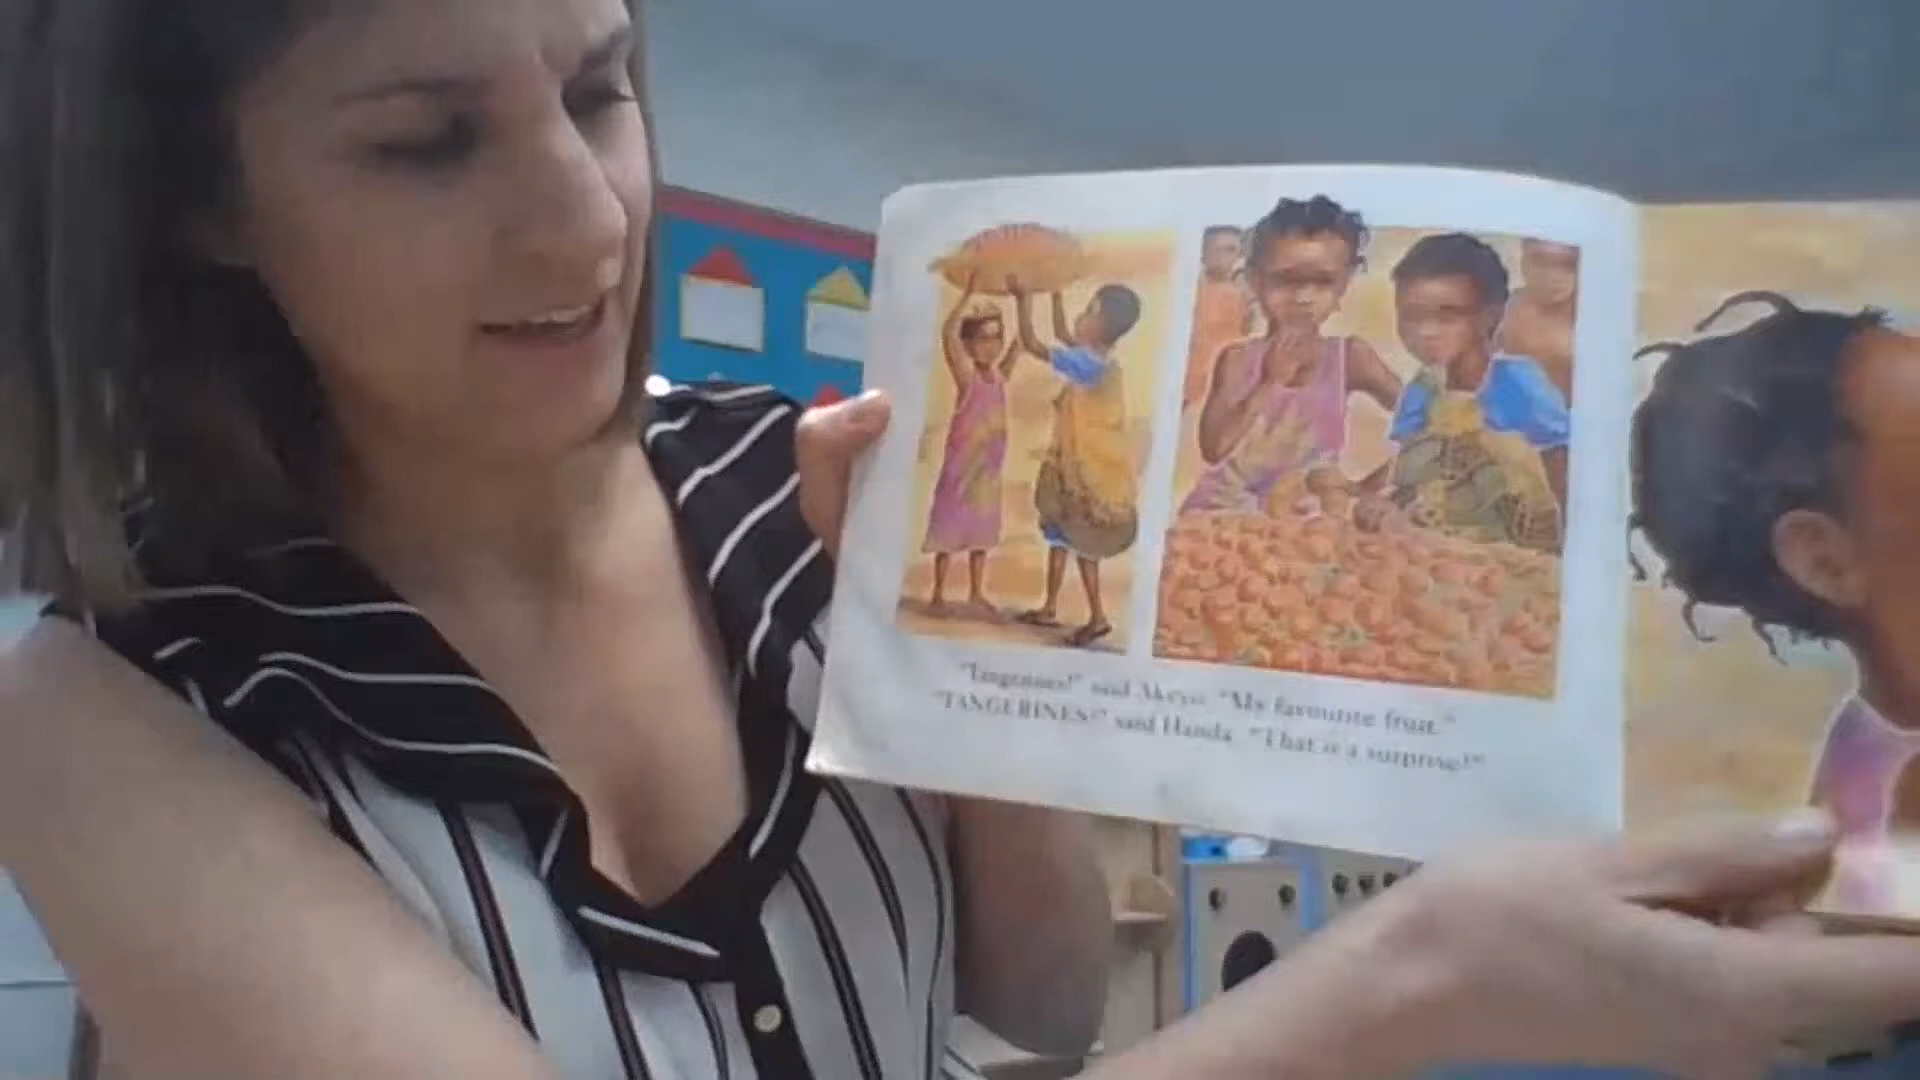 "Tangerines!" said Akeyo. "My favourite fruit."
"TANGERINES!" said Handa. "That is a surprise!"